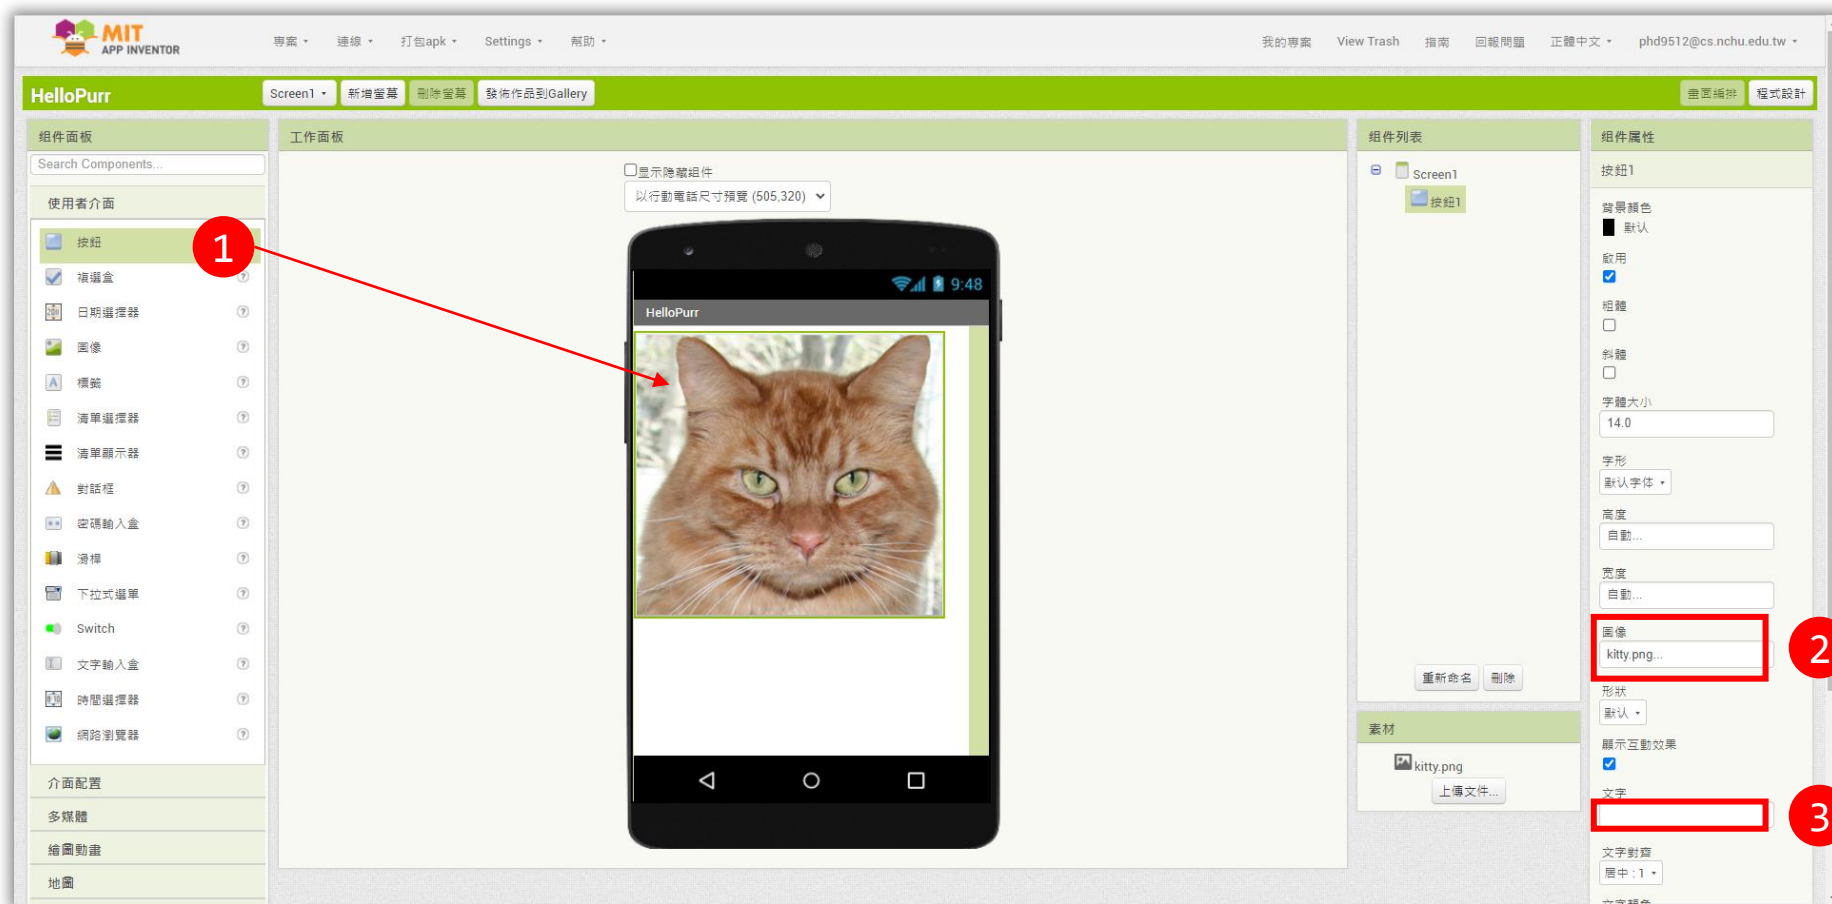 MIT
APP INVENTOR
專案 連線 打包apk Settings 幫助 我的專案 View Trash 指南 回報問題 正體中文 phd9512@cs.nchu.edu.tw
HelloPurr Screen1 新增螢幕 刪除螢幕 發佈作品到Gallery 畫面編排 程式設計
组件面板
Search Components...
使用者介面
按鈕
複選盒
日期選擇器
圖像
標籤
清單選擇器
清單顯示器
對話框
密碼輸入盒
滑桿
下拉式選單
Switch
文字輸入盒
時間選擇器
網路瀏覽器
介面配置
多媒體
繪圖動畫
地圖
1
工作面板
显示隐藏組件
以行動電話尺寸預覽 (505,320)
9:48
HelloPurr
组件列表
Screen1
按鈕1
重新命名 刪除
素材
kitty.png
上傳文件...
组件属性
按鈕1
背景顏色
默认
啟用
粗體
斜體
字體大小
14.0
字形
默认字体
高度
自動...
宽度
自動...
圖像
kitty.png...
2
形狀
默认
顯示互動效果
文字
3
文字對齊
居中 : 1
文字顏色